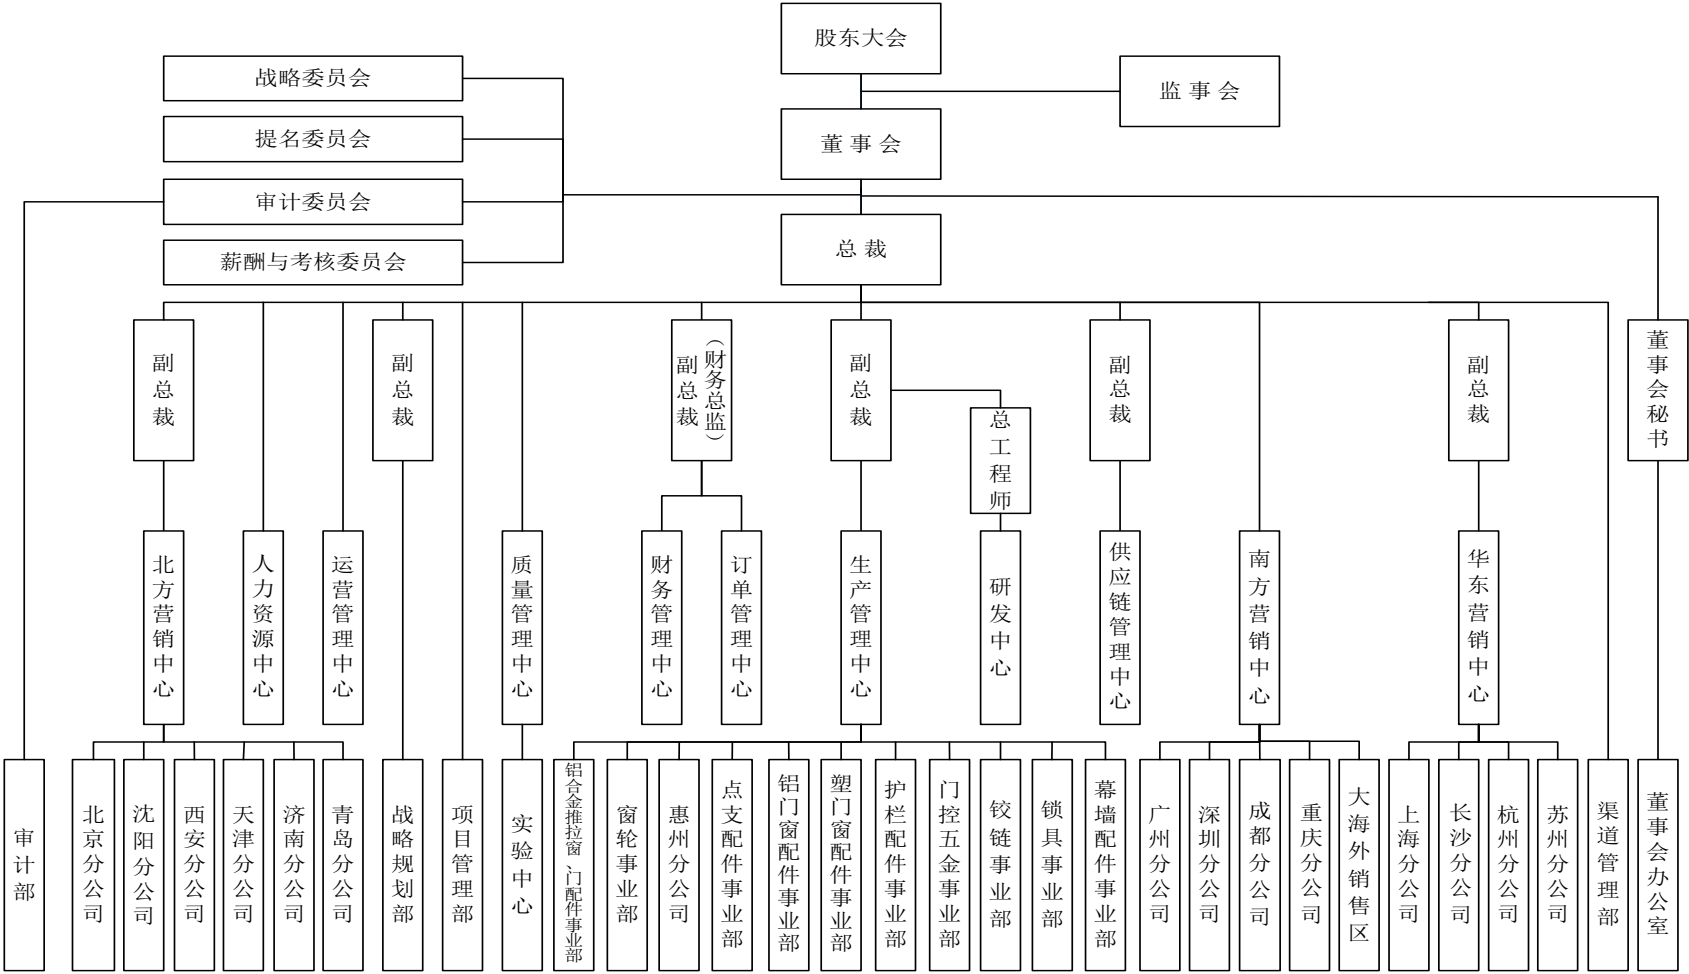 股东大会
战略委员会
监事会
提名委员会
董事会
审计委员会
总裁
薪酬与考核委员会
副总裁
副总裁
副总裁
（财务总监）
副总裁
副总裁
副总裁
董事会秘书
总工程师
北方营销中心
人力资源中心
运营管理中心
质量管理中心
财务管理中心
订单管理中心
生产管理中心
研发中心
供应链管理中心
南方营销中心
华东营销中心
审计部
北京分公司
沈阳分公司
西安分公司
天津分公司
济南分公司
青岛分公司
战略规划部
项目管理部
实验中心
铝合金推拉窗、门配件事业部
窗轮事业部
惠州分公司
点支配件事业部
铝门窗配件事业部
塑门窗配件事业部
护栏配件事业部
门控五金事业部
铰链事业部
锁具事业部
幕墙配件事业部
广州分公司
深圳分公司
成都分公司
重庆分公司
大海外销售区
上海分公司
长沙分公司
杭州分公司
苏州分公司
渠道管理部
董事会办公室